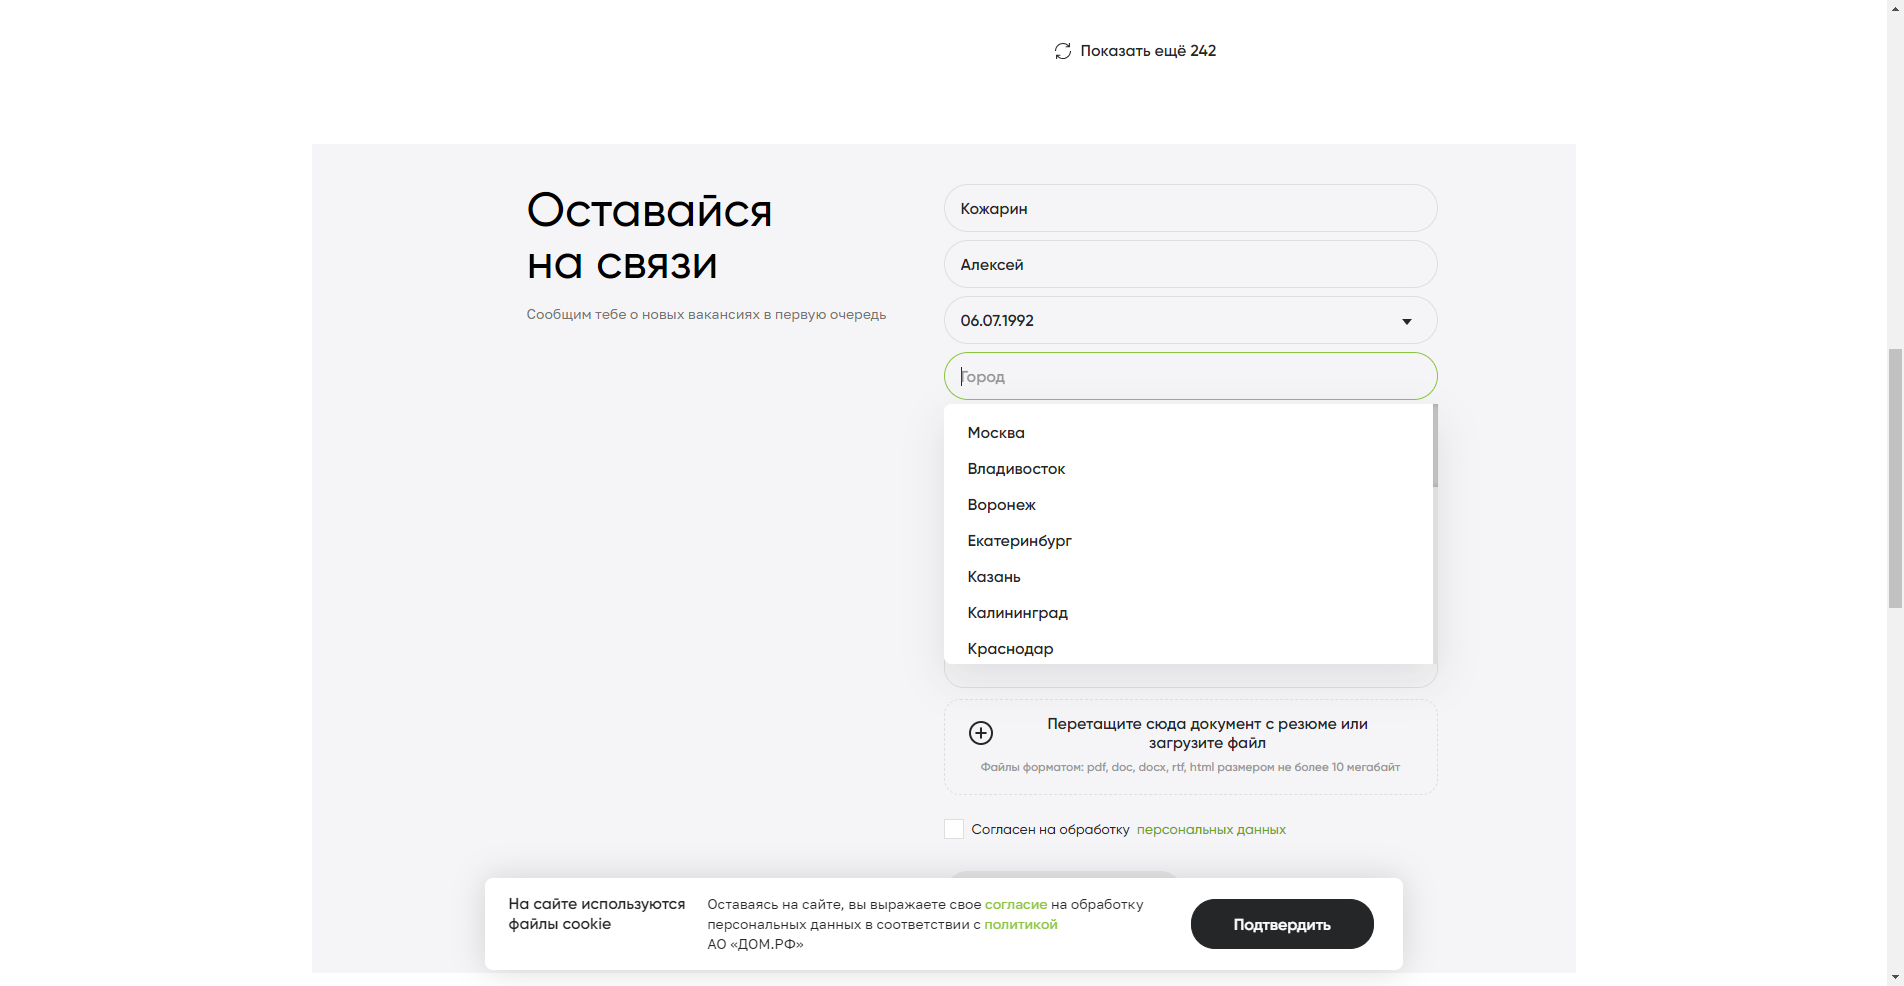 Показать ещё 242
Оставайся
на связи
Сообщим тебе о новых вакансиях в первую очередь
Кожарин
Алексей
06.07.1992
Город
Москва
Владивосток
Воронеж
Екатеринбург
Казань
Калининград
Краснодар
Перетащите сюда документ с резюме или
загрузите файл
Файлы форматом: pdf, doc, docx, rtf, html размером не более 10 мегабайт
Согласен на обработку персональных данных
На сайте используются
файлы cookie
Оставаясь на сайте, вы выражаете свое согласие на обработку
персональных данных в соответствии с политикой
АО «ДОМ.РФ»
Подтвердить